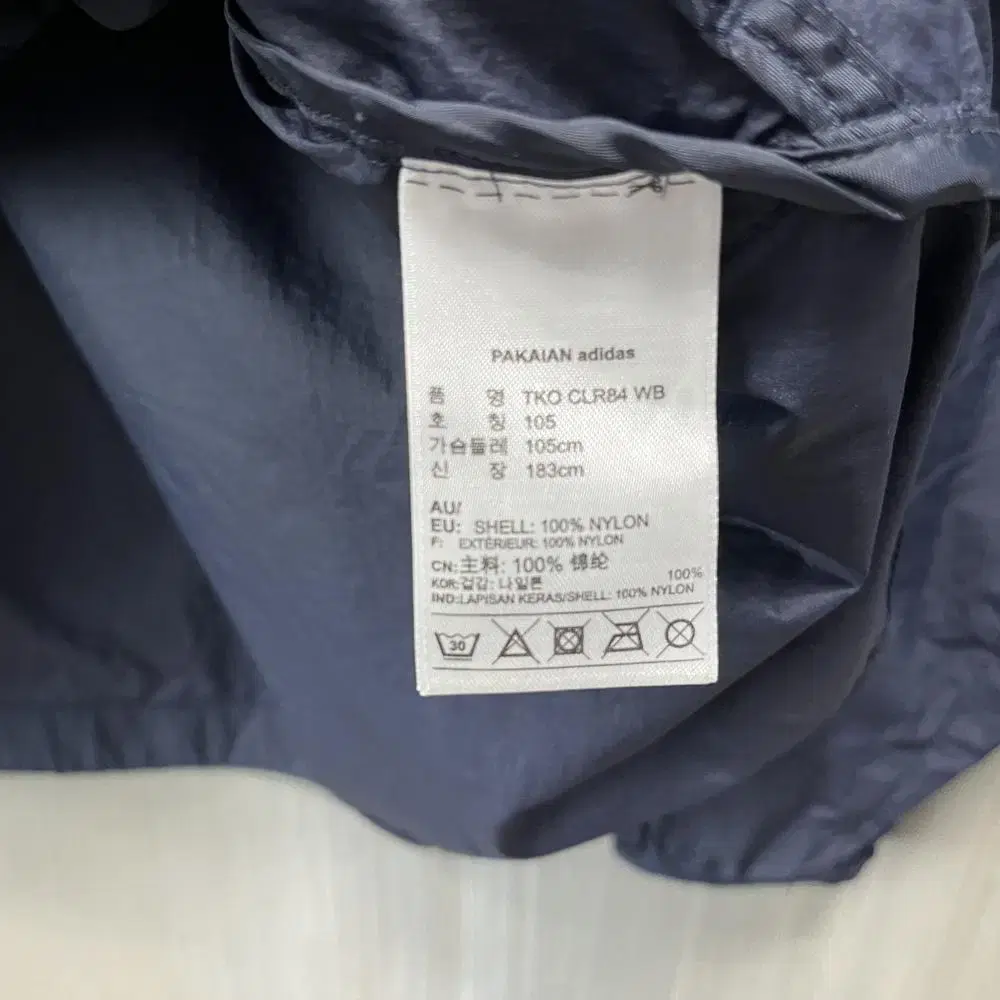 PAKAIAN adidas
품 명 TKO CLR84 WB
호 칭 105
가슴둘레 105cm
신 장 183cm
AU/
EU: SHELL: 100% NYLON
F: EXTÉRIEUR: 100% NYLON
CN:主料: 100% 锦纶
KOR:겉감: 나일론 100%
IND:LAPISAN KERAS/SHELL: 100% NYLON
30